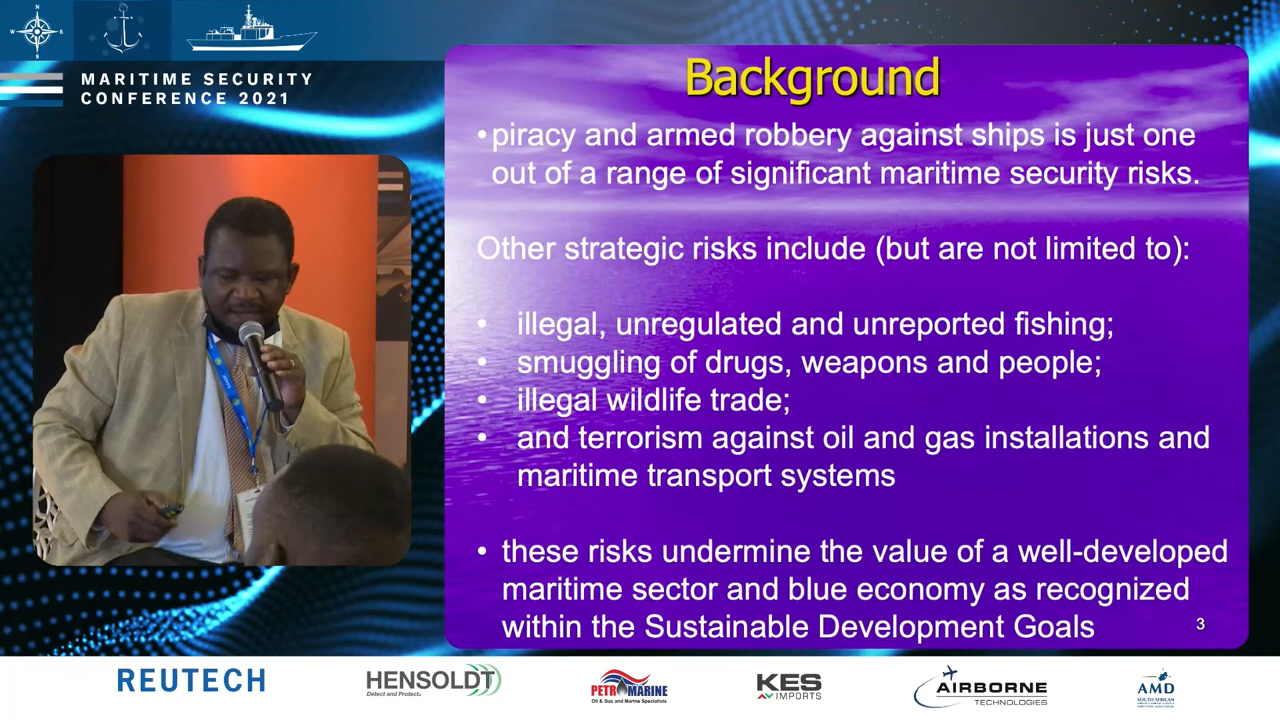 MARITIME SECURITY
CONFERENCE 2021
Background
• piracy and armed robbery against ships is just one
out of a range of significant maritime security risks.
Other strategic risks include (but are not limited to):
• illegal, unregulated and unreported fishing;
• smuggling of drugs, weapons and people;
• illegal wildlife trade;
• and terrorism against oil and gas installations and
maritime transport systems
• these risks undermine the value of a well-developed
maritime sector and blue economy as recognized
within the Sustainable Development Goals
3
REUTECH
HENSOLDT
Detect and Protect.
PETROMARINE
Oil & Gas and Marine Specialists
KES
IMPORTS
AIRBORNE
TECHNOLOGIES
AMD
SOUTH AFRICAN